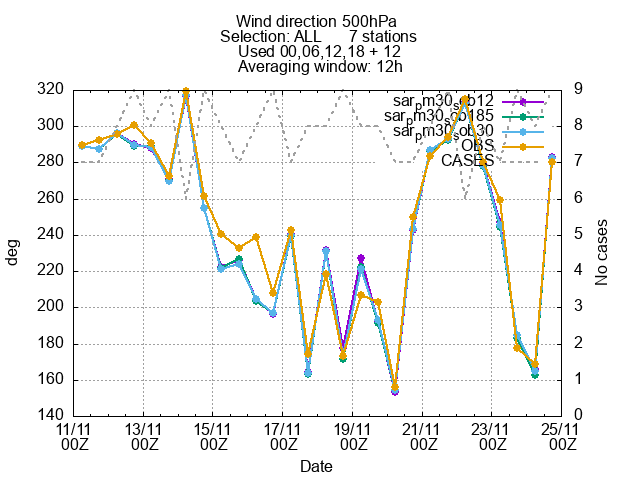 Wind direction 500hPa
Selection: ALL 7 stations
Used 00,06,12,18 + 12
Averaging window: 12h
320
300
280
260
240
220
200
180
160
140
deg
9
8
7
6
5
4
3
2
1
0
No cases
sarpm30sob12
sarpm30sob185
sarpm30sob30
OBS
CASES
11/11 13/11 15/11 17/11 19/11 21/11 23/11 25/11
00Z 00Z 00Z 00Z 00Z 00Z 00Z 00Z
Date